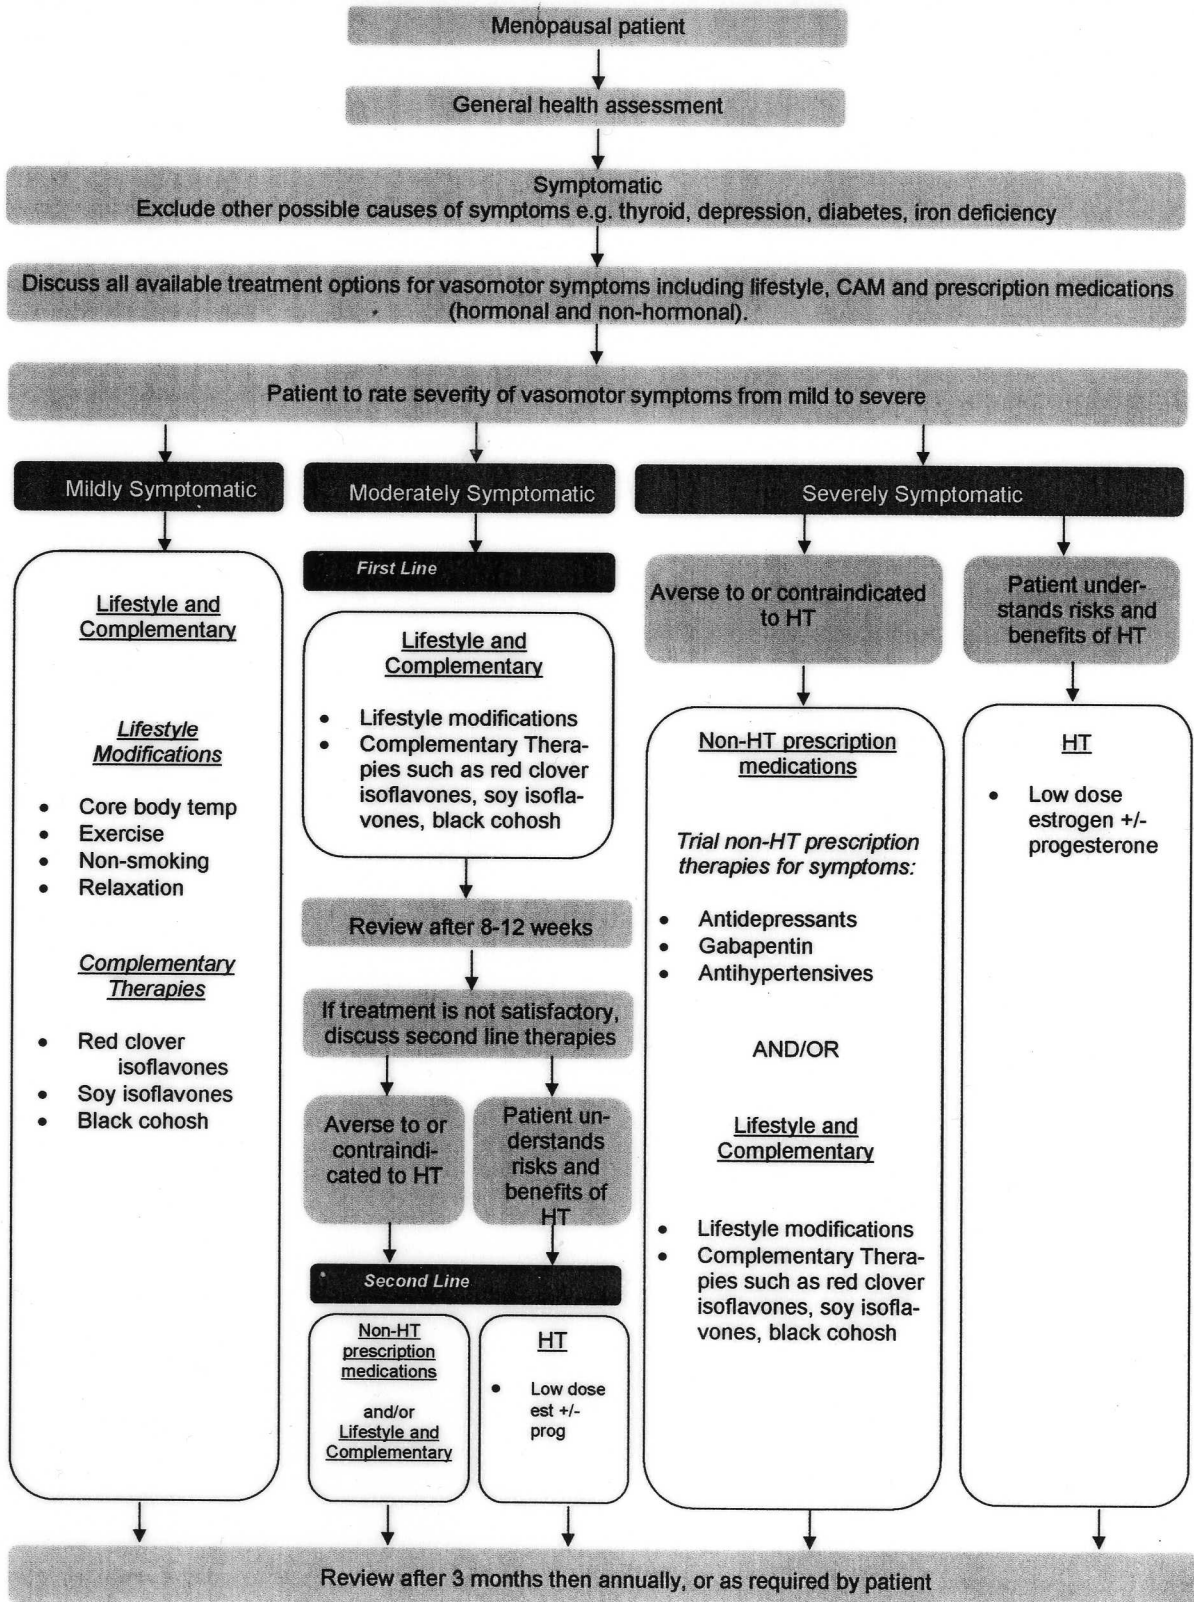 Menopausal patient
General health assessment
Symptomatic
Exclude other possible causes of symptoms e.g. thyroid, depression, diabetes, iron deficiency
Discuss all available treatment options for vasomotor symptoms including lifestyle, CAM and prescription medications
(hormonal and non-hormonal).
Patient to rate severity of vasomotor symptoms from mild to severe
Mildly Symptomatic
Lifestyle and
Complementary
Lifestyle
Modifications
• Core body temp
• Exercise
• Non-smoking
• Relaxation
Complementary
Therapies
• Red clover
isoflavones
• Soy isoflavones
• Black cohosh
Moderately Symptomatic
First Line
Lifestyle and
Complementary
• Lifestyle modifications
• Complementary Thera-
pies such as red clover
isoflavones, soy isofla-
vones, black cohosh
Review after 8-12 weeks
If treatment is not satisfactory,
discuss second line therapies
Averse to or
contraindi-
cated to HT
Patient un-
derstands
risks and
benefits of
HT
Second Line
Non-HT
prescription
medications
and/or
Lifestyle and
Complementary
HT
• Low dose
est +/-
prog
Severely Symptomatic
Averse to or contraindicated
to HT
Non-HT prescription
medications
Trial non-HT prescription
therapies for symptoms:
• Antidepressants
• Gabapentin
• Antihypertensives
AND/OR
Lifestyle and
Complementary
• Lifestyle modifications
• Complementary Thera-
pies such as red clover
isoflavones, soy isofla-
vones, black cohosh
Patient under-
stands risks and
benefits of HT
HT
• Low dose
estrogen +/-
progesterone
Review after 3 months then annually, or as required by patient